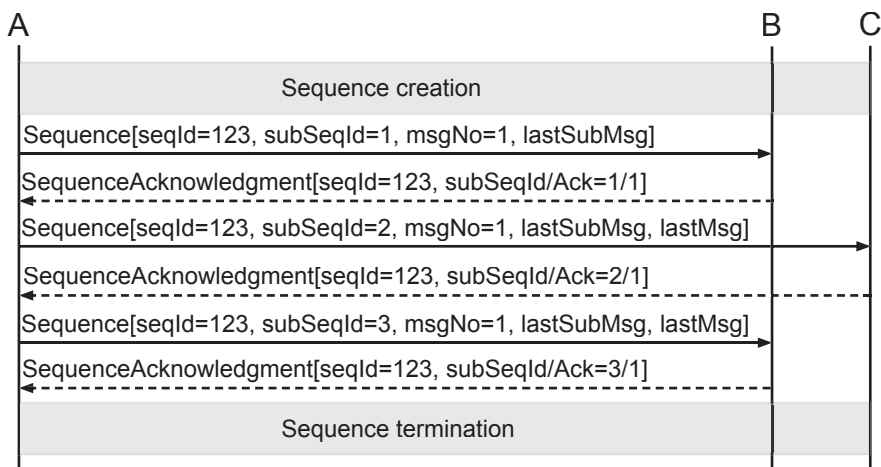 A B C
Sequence creation
Sequence[seqId=123, subSeqId=1, msgNo=1, lastSubMsg]
SequenceAcknowledgment[seqId=123, subSeqId/Ack=1/1]
Sequence[seqId=123, subSeqId=2, msgNo=1, lastSubMsg, lastMsg]
SequenceAcknowledgment[seqId=123, subSeqId/Ack=2/1]
Sequence[seqId=123, subSeqId=3, msgNo=1, lastSubMsg, lastMsg]
SequenceAcknowledgment[seqId=123, subSeqId/Ack=3/1]
Sequence termination